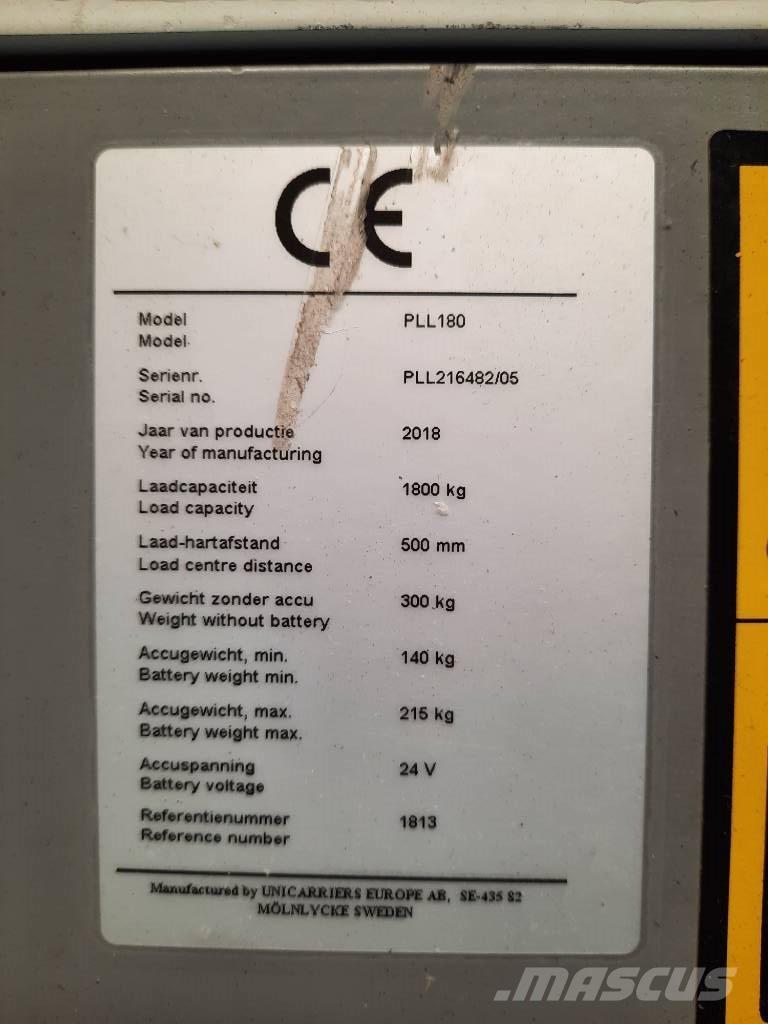 CE
Model PLL180
Model
Serienr. PLL216482/05
Serial no.
Jaar van productie 2018
Year of manufacturing
Laadcapaciteit 1800 kg
Load capacity
Laad-hartafstand 500 mm
Load centre distance
Gewicht zonder accu 300 kg
Weight without battery
Accugewicht, min. 140 kg
Battery weight min.
Accugewicht, max. 215 kg
Battery weight max.
Accuspanning 24 V
Battery voltage
Referentienummer 1813
Reference number
Manufactured by UNICARRIERS EUROPE AB, SE-435 82
MÖLNLYCKE SWEDEN
MASCUS